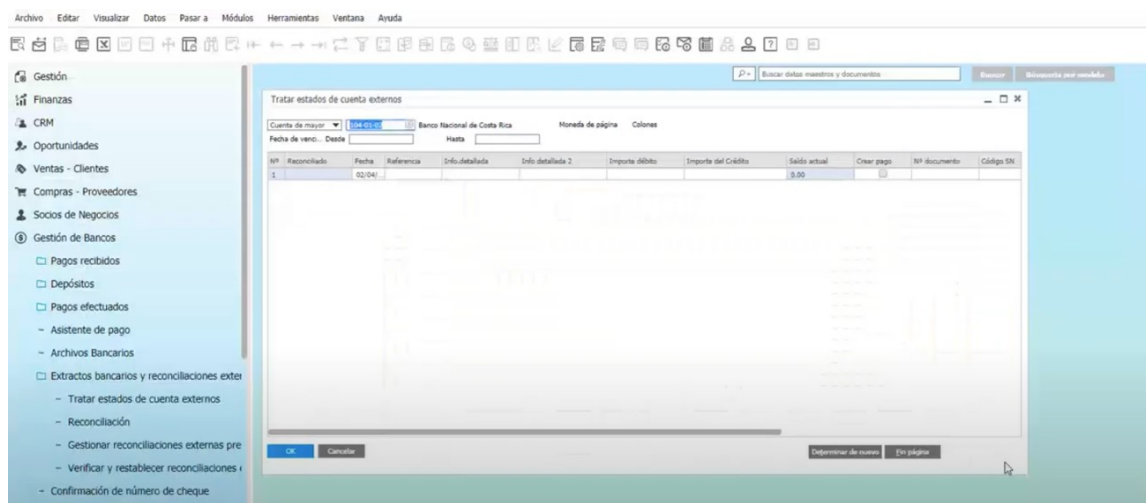 Archivo Editar Visualizar Datos Pasar a Módulos Herramientas Ventana Ayuda
Buscar datos maestros y documentos Buscar Búsqueda por modelo
Gestión
Finanzas
CRM
Oportunidades
Ventas - Clientes
Compras - Proveedores
Socios de Negocios
Gestión de Bancos
Pagos recibidos
Depósitos
Pagos efectuados
- Asistente de pago
- Archivos Bancarios
Extractos bancarios y reconciliaciones exter
- Tratar estados de cuenta externos
- Reconciliación
- Gestionar reconciliaciones externas pre
- Verificar y restablecer reconciliaciones
- Confirmación de número de cheque
Tratar estados de cuenta externos
Cuenta de mayor 104-01-02 Banco Nacional de Costa Rica Moneda de página Colones
Fecha de venci... Desde Hasta
Nº Reconciliado Fecha Referencia Info.detallada Info detallada 2 Importe débito Importe del Crédito Saldo actual Crear pago Nº documento Código SN
1 02/04/... 0.00
OK Cancelar Determinar de nuevo Fin página